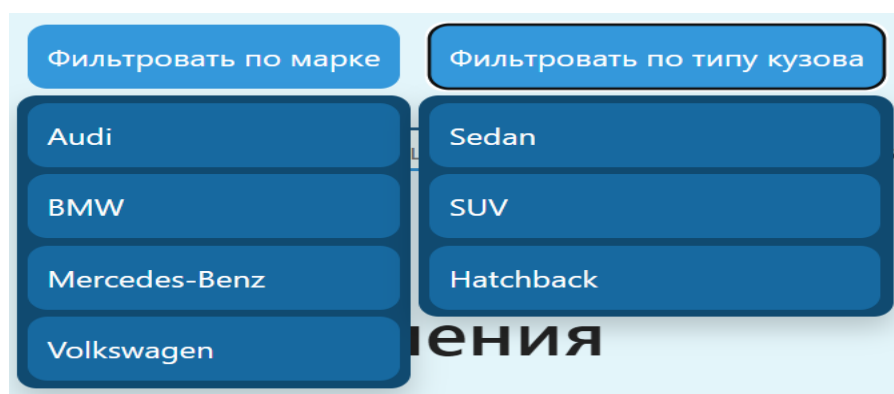 Фильтровать по марке
Фильтровать по типу кузова
Audi
BMW
Mercedes-Benz
Volkswagen
Sedan
SUV
Hatchback